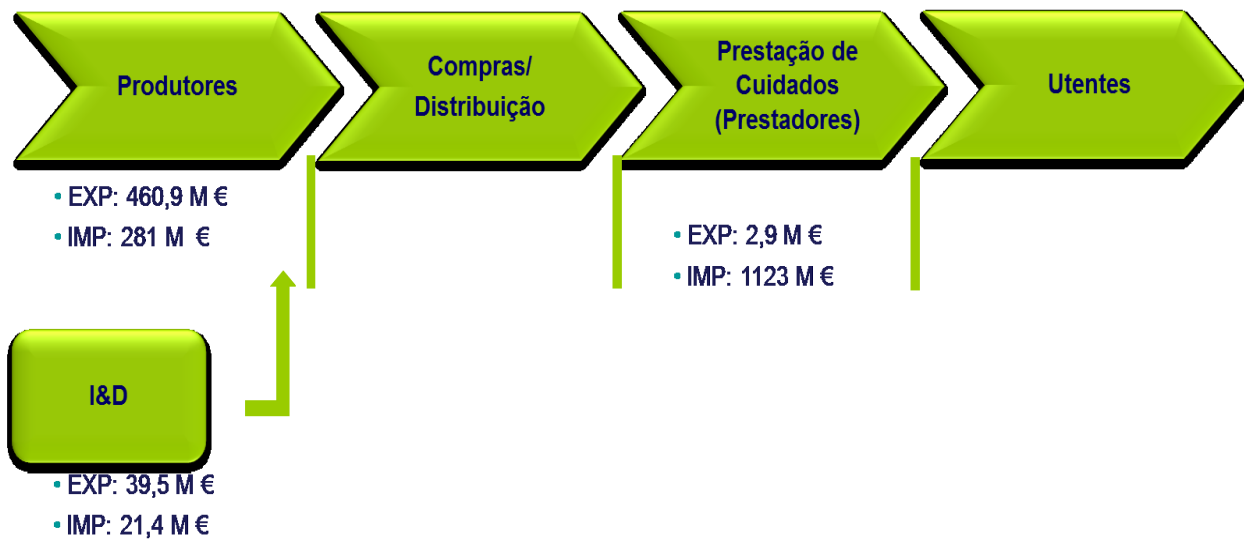 Produtores
Compras/
Distribuição
Prestação de
Cuidados
(Prestadores)
Utentes
• EXP: 460,9 M €
• IMP: 281 M €
• EXP: 2,9 M €
• IMP: 1123 M €
I&D
• EXP: 39,5 M €
• IMP: 21,4 M €